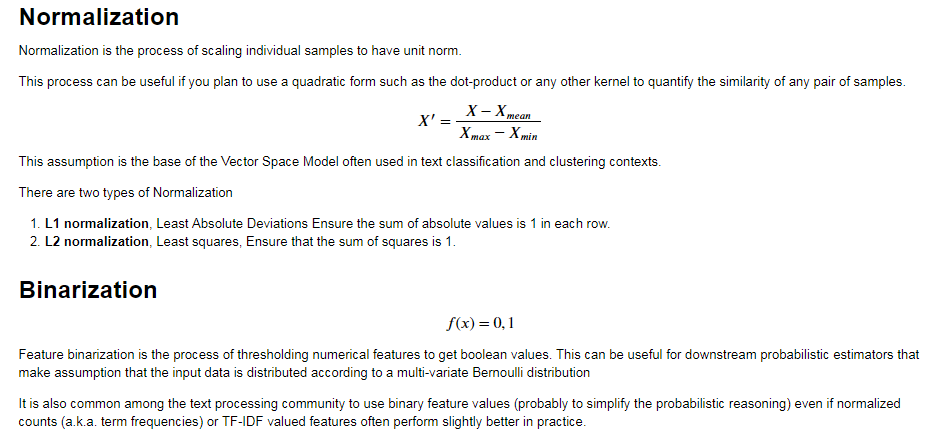 Normalization
Normalization is the process of scaling individual samples to have unit norm.
This process can be useful if you plan to use a quadratic form such as the dot-product or any other kernel to quantify the similarity of any pair of samples.
X′ = (X − Xmean) / (Xmax − Xmin)
This assumption is the base of the Vector Space Model often used in text classification and clustering contexts.
There are two types of Normalization
1. L1 normalization, Least Absolute Deviations Ensure the sum of absolute values is 1 in each row.
2. L2 normalization, Least squares, Ensure that the sum of squares is 1.
Binarization
f(x) = 0, 1
Feature binarization is the process of thresholding numerical features to get boolean values. This can be useful for downstream probabilistic estimators that
make assumption that the input data is distributed according to a multi-variate Bernoulli distribution
It is also common among the text processing community to use binary feature values (probably to simplify the probabilistic reasoning) even if normalized
counts (a.k.a. term frequencies) or TF-IDF valued features often perform slightly better in practice.